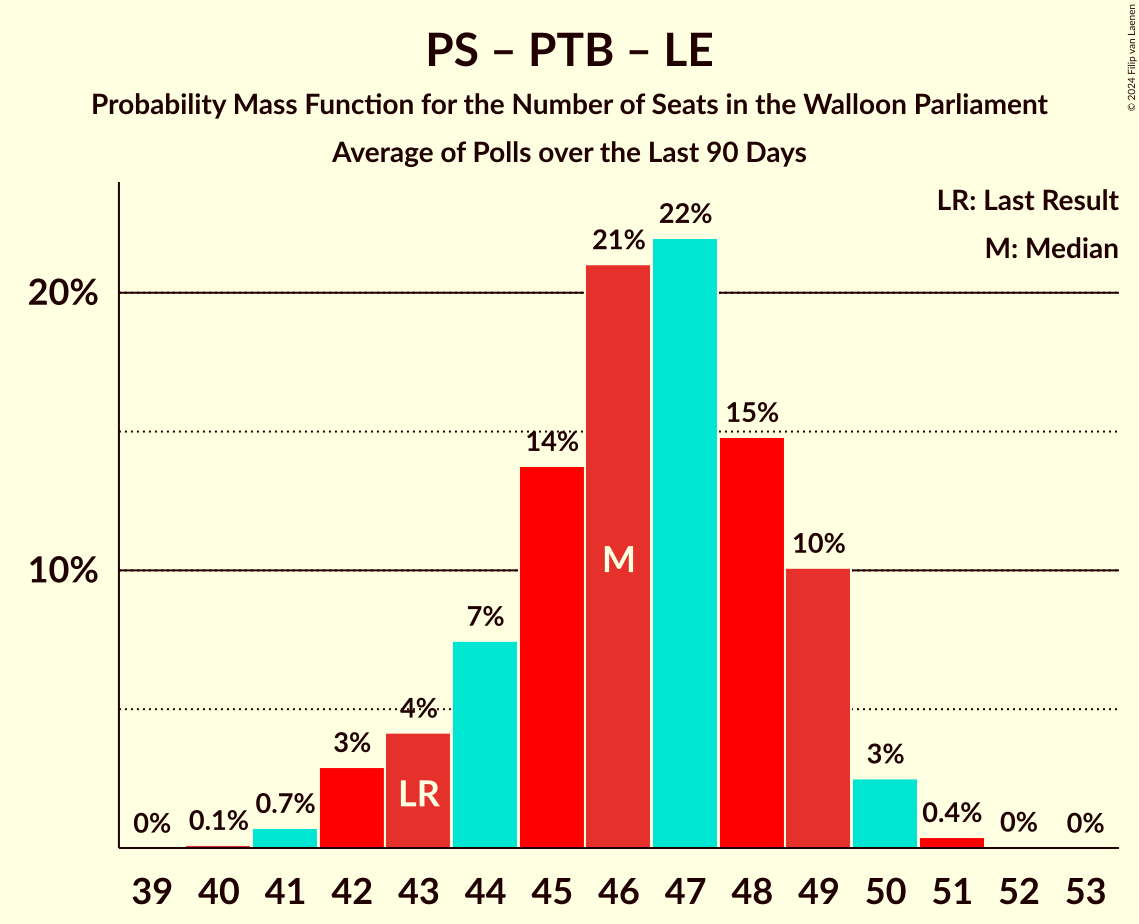 PS – PTB – LE
Probability Mass Function for the Number of Seats in the Walloon Parliament
Average of Polls over the Last 90 Days
© 2024 Filip van Laenen
LR: Last Result
M: Median
20%
10%
0%
0.1%
0.7%
3%
4%
7%
14%
21%
22%
15%
10%
3%
0.4%
0%
0%
LR
M
39 40 41 42 43 44 45 46 47 48 49 50 51 52 53